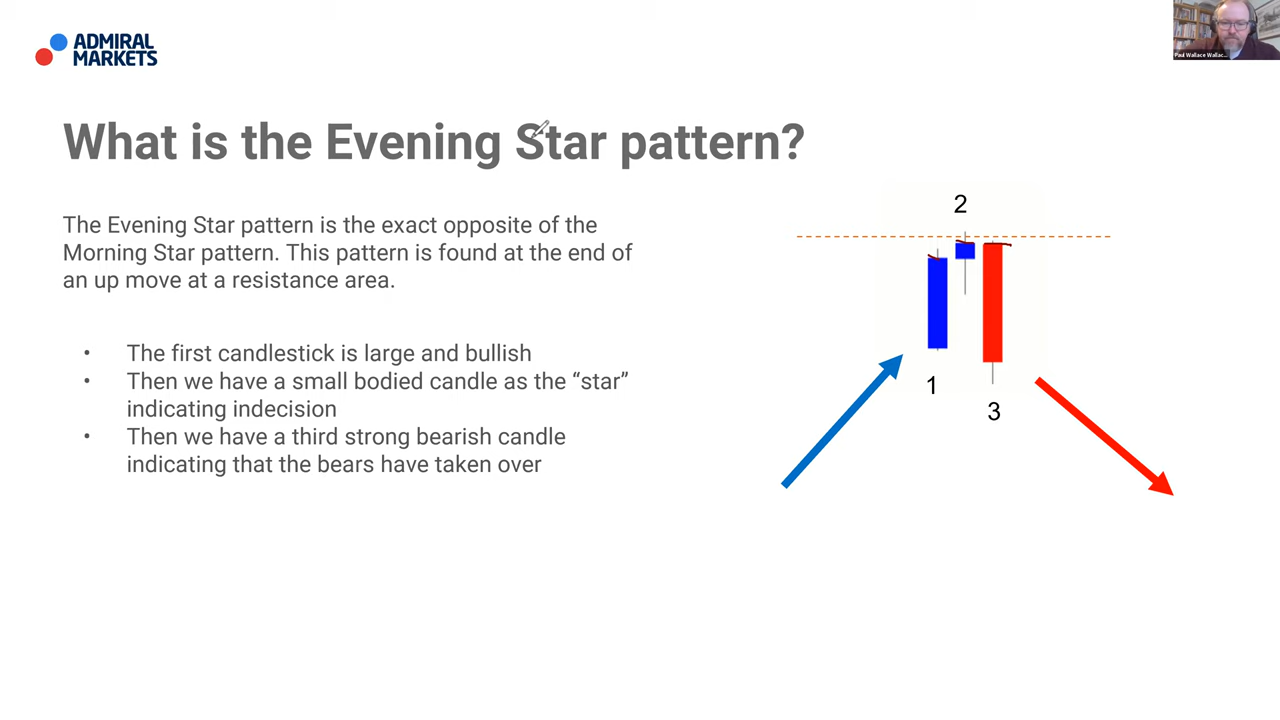 ADMIRAL
MARKETS
Paul Wallace Wallac...
What is the Evening Star pattern?
The Evening Star pattern is the exact opposite of the
Morning Star pattern. This pattern is found at the end of
an up move at a resistance area.
• The first candlestick is large and bullish
• Then we have a small bodied candle as the “star”
indicating indecision
• Then we have a third strong bearish candle
indicating that the bears have taken over
2
1
3